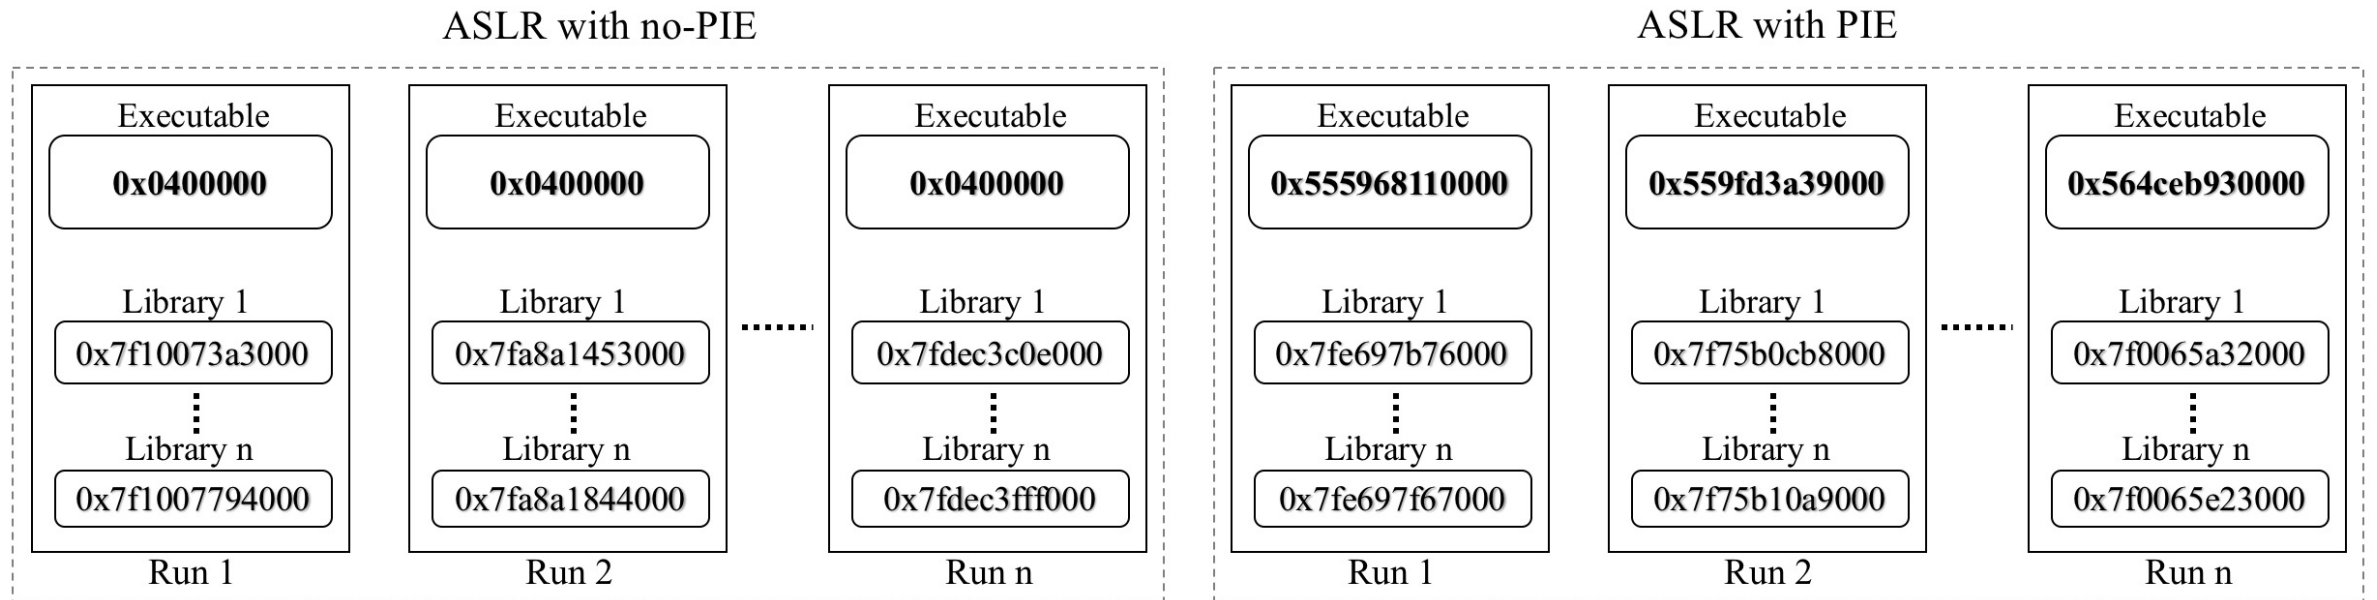 ASLR with no-PIE
Executable
0x0400000
Library 1
0x7f10073a3000
Library n
0x7f1007794000
Run 1
Executable
0x0400000
Library 1
0x7fa8a1453000
Library n
0x7fa8a1844000
Run 2
Executable
0x0400000
Library 1
0x7fdec3c0e000
Library n
0x7fdec3fff000
Run n
ASLR with PIE
Executable
0x555968110000
Library 1
0x7fe697b76000
Library n
0x7fe697f67000
Run 1
Executable
0x559fd3a39000
Library 1
0x7f75b0cb8000
Library n
0x7f75b10a9000
Run 2
Executable
0x564ceb930000
Library 1
0x7f0065a32000
Library n
0x7f0065e23000
Run n